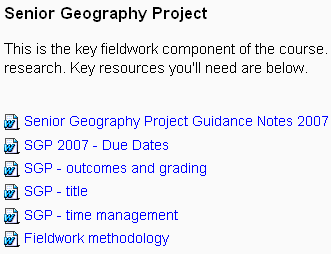 Senior Geography Project
This is the key fieldwork component of the course.
research. Key resources you'll need are below.
Senior Geography Project Guidance Notes 2007
SGP 2007 - Due Dates
SGP - outcomes and grading
SGP - title
SGP - time management
Fieldwork methodology